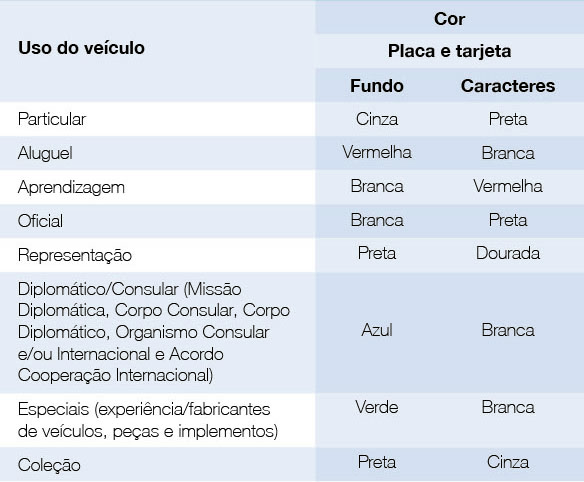 Uso do veículo
Cor
Placa e tarjeta
Fundo Caracteres
Particular Cinza Preta
Aluguel Vermelha Branca
Aprendizagem Branca Vermelha
Oficial Branca Preta
Representação Preta Dourada
Diplomático/Consular (Missão
Diplomática, Corpo Consular, Corpo
Diplomático, Organismo Consular
e/ou Internacional e Acordo
Cooperação Internacional)
Azul Branca
Especiais (experiência/fabricantes
de veículos, peças e implementos)
Verde Branca
Coleção Preta Cinza